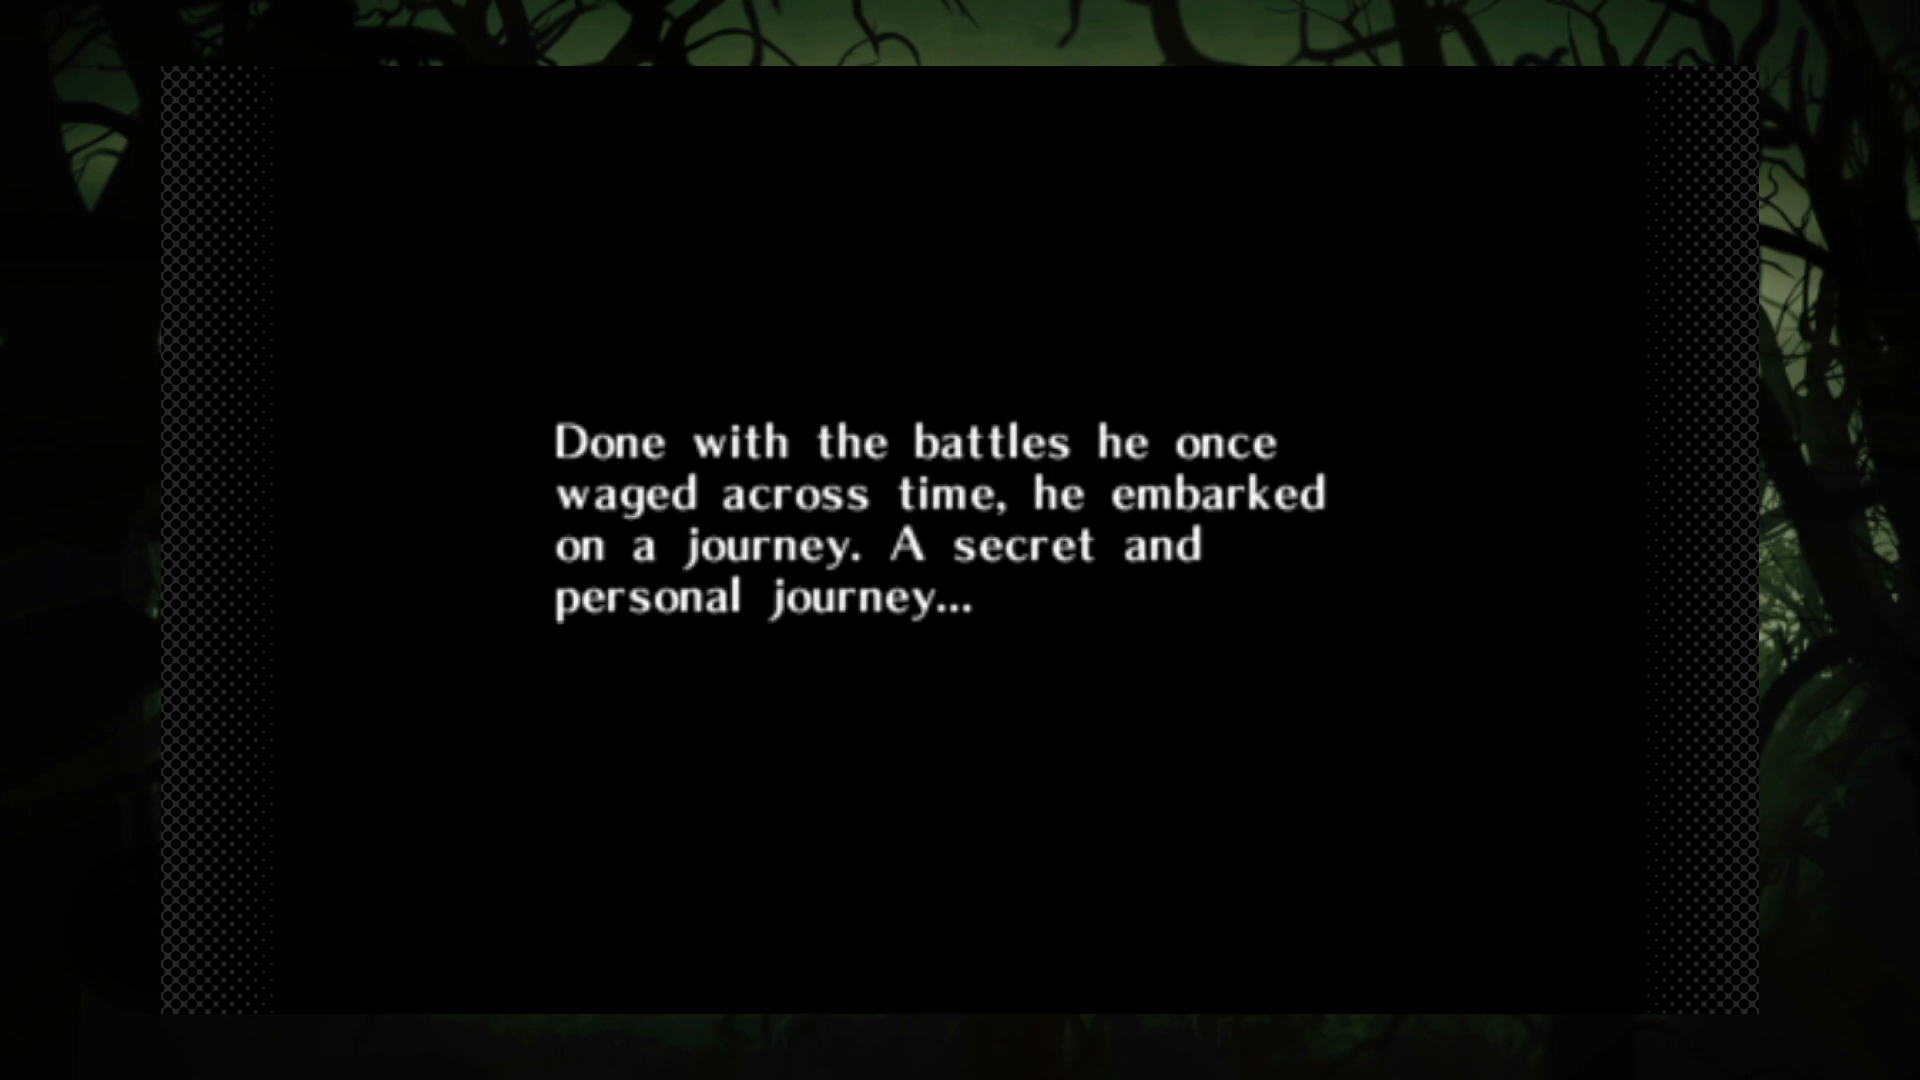 Done with the battles he once
waged across time, he embarked
on a journey. A secret and
personal journey...